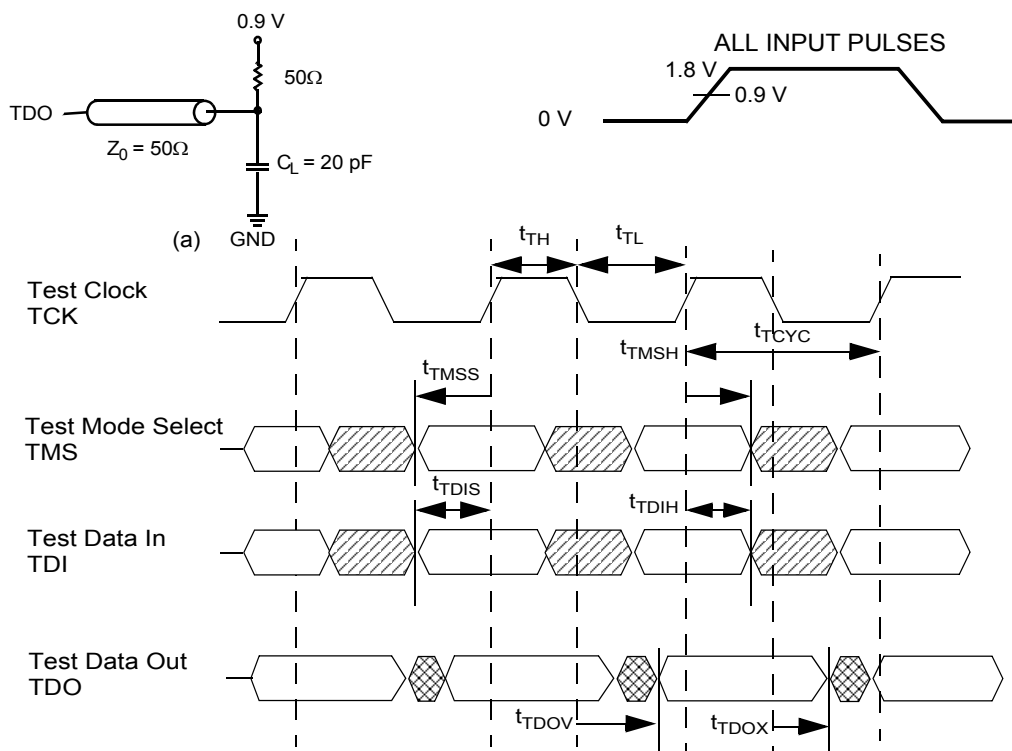 0.9 V
50Ω
TDO
Z0 = 50Ω
CL = 20 pF
(a)
GND
ALL INPUT PULSES
1.8 V
0.9 V
0 V
tTH
tTL
Test Clock
TCK
tTCYC
tTMSH
tTMSS
Test Mode Select
TMS
tTDIS
tTDIH
Test Data In
TDI
Test Data Out
TDO
tTDOV
tTDOX